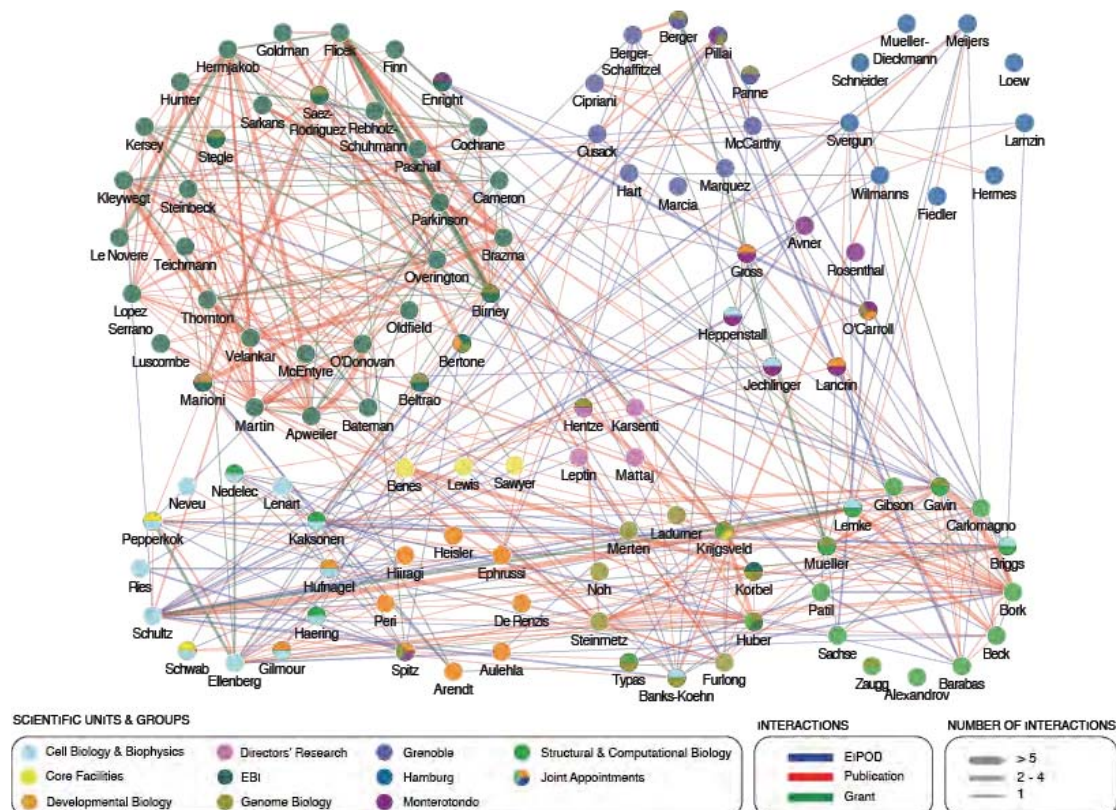 Goldman
Flicek
Finn
Hermjakob
Hunter
Sarkans
Saez-
Rodriguez
Rebholz-
Schuhmann
Enright
Kersey
Stegle
Paschall
Cochrane
Kleywegt
Steinbeck
Cameron
Parkinson
Le Novere
Teichmann
Brazma
Overington
Lopez
Serrano
Thornton
Birney
Oldfield
Luscombe
Velankar
McEntyre
O'Donovan
Bertone
Marioni
Beltrao
Martin
Apweiler
Bateman
Berger-
Schaffitzel
Berger
Pillai
Cipriani
Panne
Cusack
McCarthy
Hart
Marcia
Marquez
Mueller-
Dieckmann
Meijers
Schneider
Loew
Svergun
Lamzin
Wilmanns
Fiedler
Hermes
Avner
Gross
Rosenthal
Heppenstall
O'Carroll
Jechlinger
Lancrin
Hentze
Karsenti
Leptin
Mattaj
Benes
Lewis
Sawyer
Neveu
Nedelec
Lenart
Pepperkok
Kaksonen
Heisler
Ries
Hufnagel
Hiiragi
Ephrussi
Schultz
Haering
Peri
De Renzis
Schwab
Ellenberg
Gilmour
Spitz
Arendt
Aulehla
Merten
Ladurner
Krijgsveld
Noh
Korbel
Steinmetz
Huber
Typas
Banks-Koehn
Furlong
Lemke
Gibson
Gavin
Carlomagno
Mueller
Briggs
Patil
Bork
Sachse
Beck
Zaugg
Alexandrov
Barabas
SCIENTIFIC UNITS & GROUPS
Cell Biology & Biophysics
Core Facilities
Developmental Biology
Directors' Research
EBI
Genome Biology
Grenoble
Hamburg
Monterotondo
Structural & Computational Biology
Joint Appointments
INTERACTIONS
EIPOD
Publication
Grant
NUMBER OF INTERACTIONS
> 5
2 - 4
1